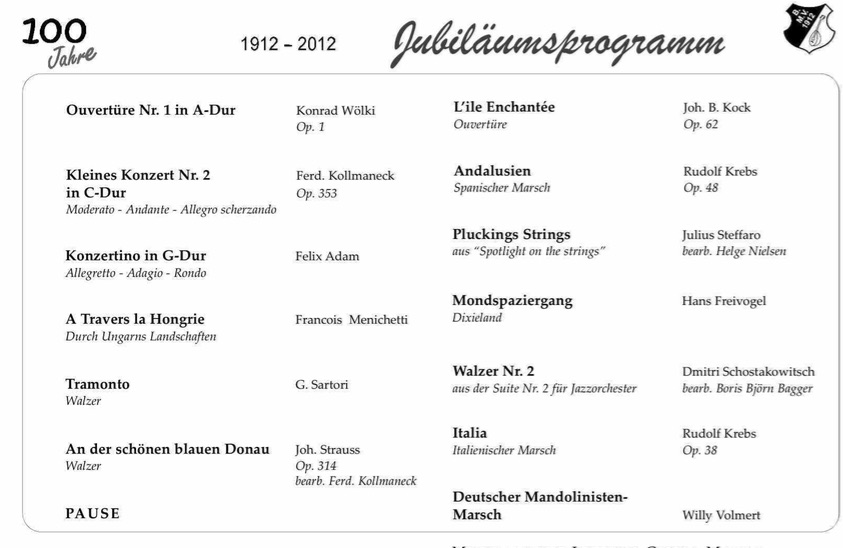 100
Jahre
1912 – 2012
Jubiläumsprogramm
B.
M.V.
1912
Ouvertüre Nr. 1 in A-Dur
Konrad Wölki
Op. 1
Kleines Konzert Nr. 2
in C-Dur
Moderato - Andante - Allegro scherzando
Ferd. Kollmaneck
Op. 353
Konzertino in G-Dur
Allegretto - Adagio - Rondo
Felix Adam
A Travers la Hongrie
Durch Ungarns Landschaften
Francois Menichetti
Tramonto
Walzer
G. Sartori
An der schönen blauen Donau
Walzer
Joh. Strauss
Op. 314
bearb. Ferd. Kollmaneck
PAUSE
L'ile Enchantée
Ouvertüre
Joh. B. Kock
Op. 62
Andalusien
Spanischer Marsch
Rudolf Krebs
Op. 48
Pluckings Strings
aus "Spotlight on the strings"
Julius Steffaro
bearb. Helge Nielsen
Mondspaziergang
Dixieland
Hans Freivogel
Walzer Nr. 2
aus der Suite Nr. 2 für Jazzorchester
Dmitri Schostakowitsch
bearb. Boris Björn Bagger
Italia
Italienischer Marsch
Rudolf Krebs
Op. 38
Deutscher Mandolinisten-
Marsch
Willy Volmert